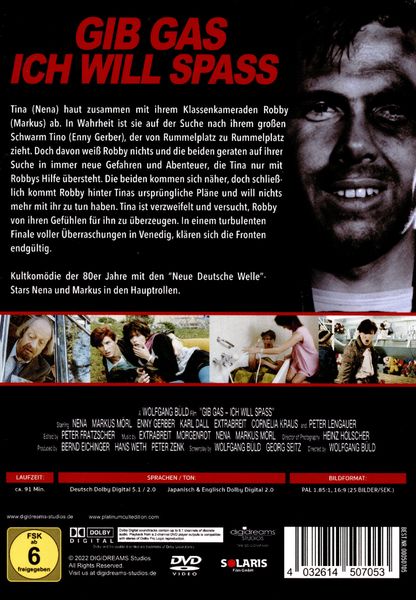 GIB GAS
ICH WILL SPASS
Tina (Nena) haut zusammen mit ihrem Klassenkameraden Robby
(Markus) ab. In Wahrheit ist sie auf der Suche nach ihrem großen
Schwarm Tino (Enny Gerber), der von Rummelplatz zu Rummelplatz
zieht. Doch davon weiß Robby nichts und die beiden geraten auf ihrer
Suche in immer neue Gefahren und Abenteuer, die Tina nur mit
Robbys Hilfe übersteht. Die beiden kommen sich näher, doch schließ-
lich kommt Robby hinter Tinas ursprüngliche Pläne und will nichts
mehr mit ihr zu tun haben. Tina ist verzweifelt und versucht, Robby
von ihren Gefühlen für ihn zu überzeugen. In einem turbulenten
Finale voller Überraschungen in Venedig, klären sich die Fronten
endgültig.
Kultkomödie der 80er Jahre mit den "Neue Deutsche Welle"-
Stars Nena und Markus in den Hauptrollen.
A WOLFGANG BÜLD Film "GIB GAS – ICH WILL SPASS"
Starring NENA MARKUS MÖRL ENNY GERBER KARL DALL EXTRABREIT CORNELIA KRAUS and PETER LENGAUER
Edited by PETER FRATZSCHER Music by EXTRABREIT MORGENROT NENA MARKUS MÖRL Director of Photography HEINZ HÖLSCHER
Produced by BERND EICHINGER HANS WETH PETER ZENK Screenplay by WOLFGANG BÜLD GEORG SEITZ Directed by WOLFGANG BÜLD
LAUFZEIT: SPRACHEN / TON: BILDFORMAT:
ca. 91 Min. Deutsch Dolby Digital 5.1 / 2.0 Japanisch & Englisch Dolby Digital 2.0 PAL 1.85:1, 16:9 (25 BILDER/SEK.)
www.digidreams-studios.de www.platinumcultedition.com
FSK
ab
6
freigegeben
DOLBY
DIGITAL
© 2022 DIGIDREAMS STUDIOS
All Rights Reserved.
Visit us at digidreams-studios.de
DVD
VIDEO
digidreams
STUDIOS
SOLARIS
Film GmbH
4 032614 507053
BEST NR. 00050705